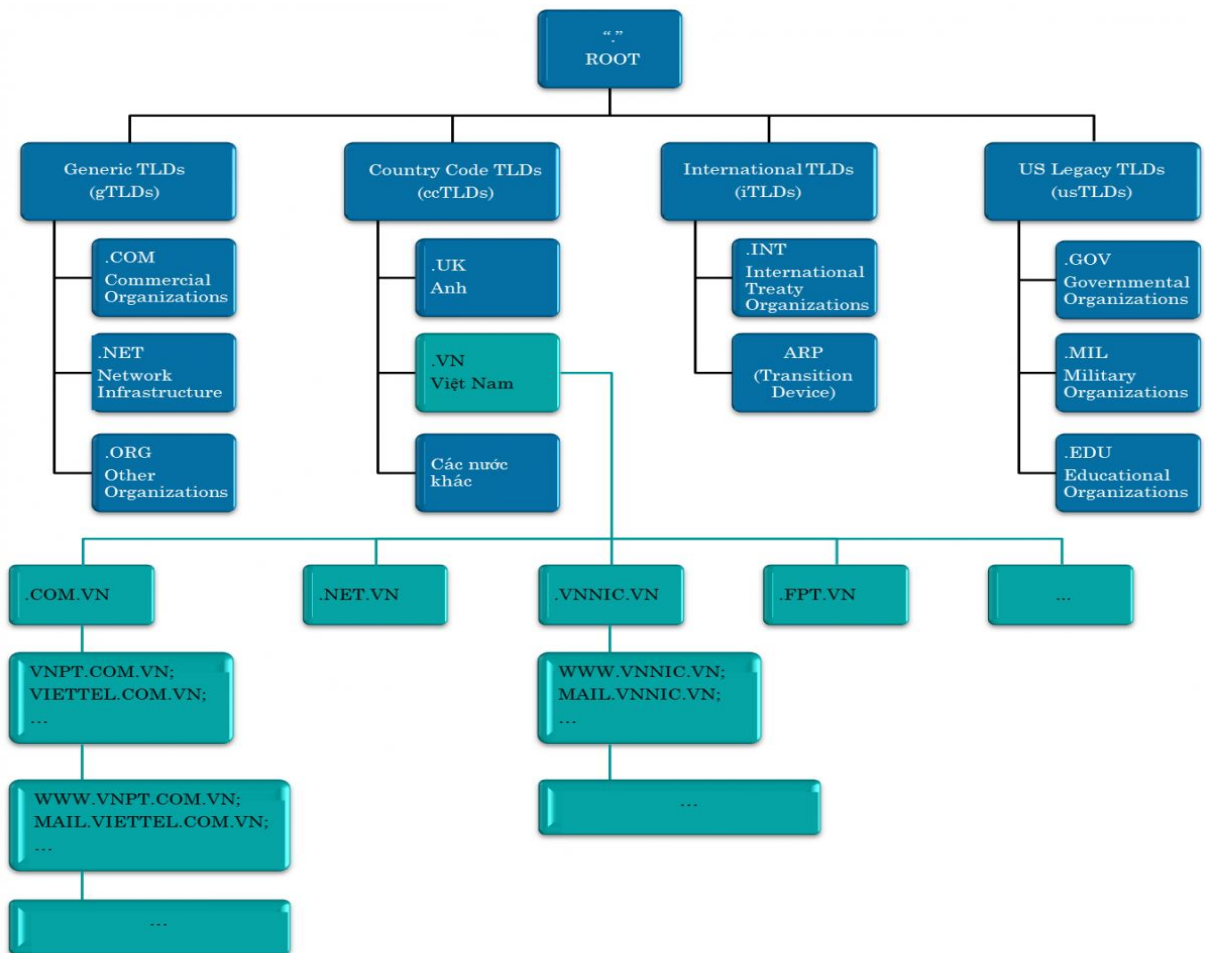 “.”
ROOT
Generic TLDs
(gTLDs)
Country Code TLDs
(ccTLDs)
International TLDs
(iTLDs)
US Legacy TLDs
(usTLDs)
.COM
Commercial
Organizations
.NET
Network
Infrastructure
.ORG
Other
Organizations
.UK
Anh
.VN
Việt Nam
Các nước
khác
.INT
International
Treaty
Organizations
ARP
(Transition
Device)
.GOV
Governmental
Organizations
.MIL
Military
Organizations
.EDU
Educational
Organizations
.COM.VN
.NET.VN
.VNNIC.VN
.FPT.VN
...
VNPT.COM.VN;
VIETTEL.COM.VN;
...
WWW.VNPT.COM.VN;
MAIL.VIETTEL.COM.VN;
...
...
WWW.VNNIC.VN;
MAIL.VNNIC.VN;
...
...